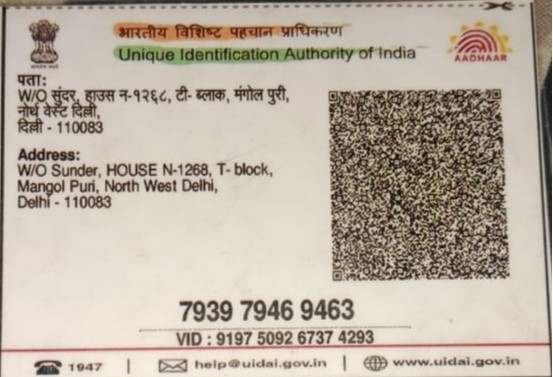 भारतीय विशिष्ट पहचान प्राधिकरण
Unique Identification Authority of India
AADHAAR
पता:
W/O सुंदर, हाउस न-१२६८, टी- ब्लाक, मंगोल पुरी,
नोर्थ वेस्ट दिल्ली,
दिल्ली - 110083
Address:
W/O Sunder, HOUSE N-1268, T- block,
Mangol Puri, North West Delhi,
Delhi - 110083
7939 7946 9463
VID : 9197 5092 6737 4293
1947 | help@uidai.gov.in | www.uidai.gov.in